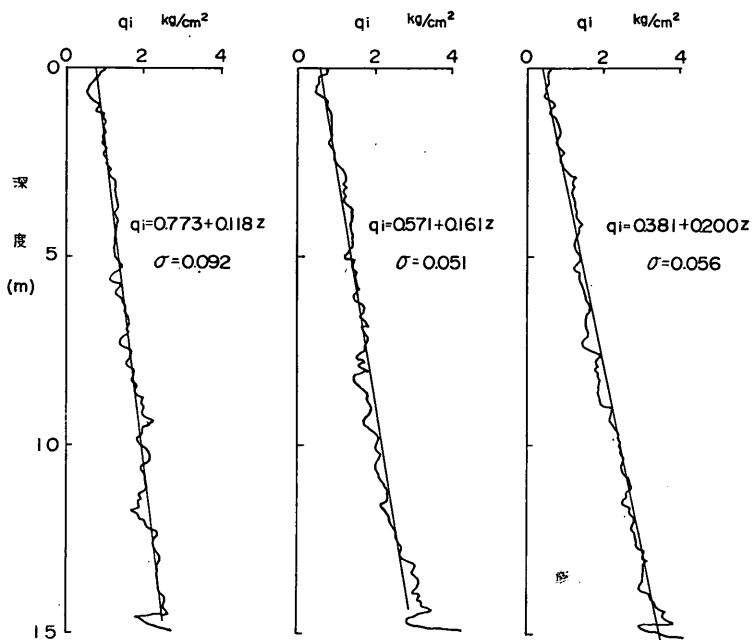 qi kg/cm²
qi kg/cm²
qi kg/cm²
0 2 4
0 2 4
0 2 4
0
5
10
15
深
度
(m)
qi=0.773+0.118z
σ=0.092
qi=0.571+0.161z
σ=0.051
qi=0.381+0.200z
σ=0.056